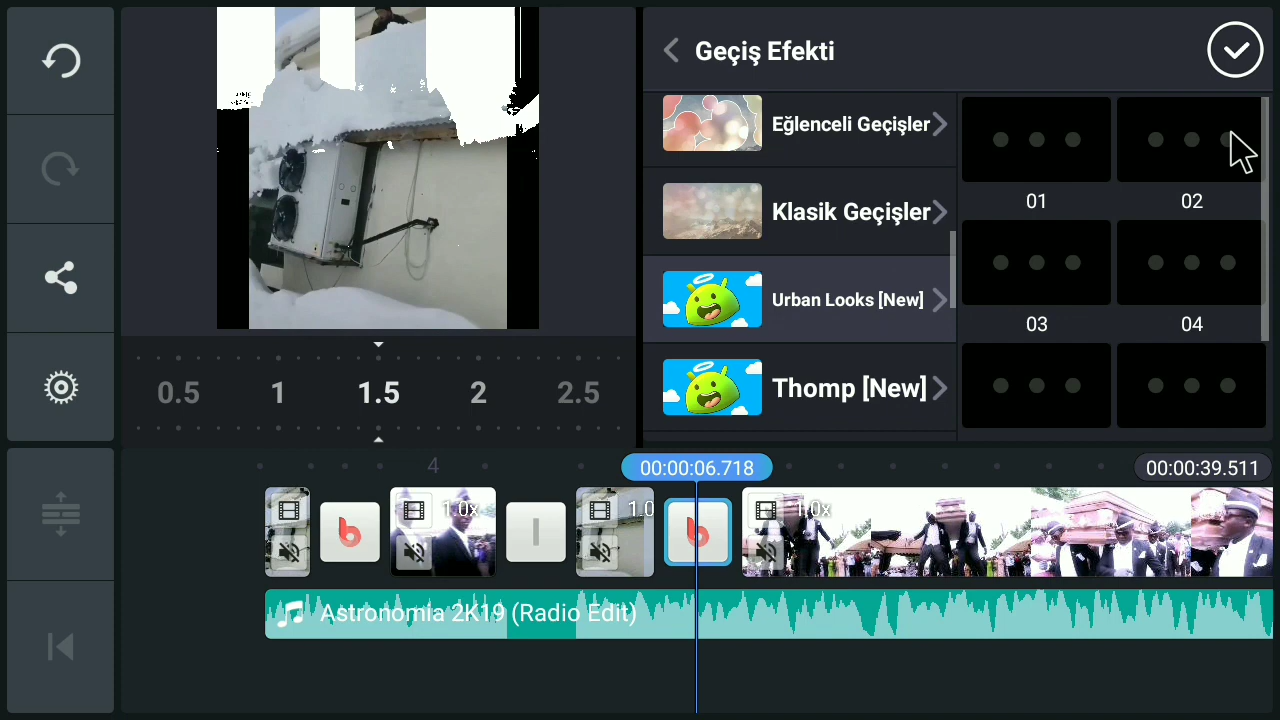 Geçiş Efekti
Eğlenceli Geçişler
Klasik Geçişler
Urban Looks [New]
Thomp [New]
01
02
03
04
0.5 1 1.5 2 2.5
4
00:00:06.718
00:00:39.511
1.0x
1.0
1.0x
Astronomia 2K19 (Radio Edit)